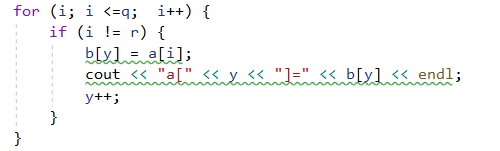 for (i; i <=q;  i++) {
    if (i != r) {
        b[y] = a[i];
        cout << "a[" << y << "]=" << b[y] << endl;
        y++;
    }
}